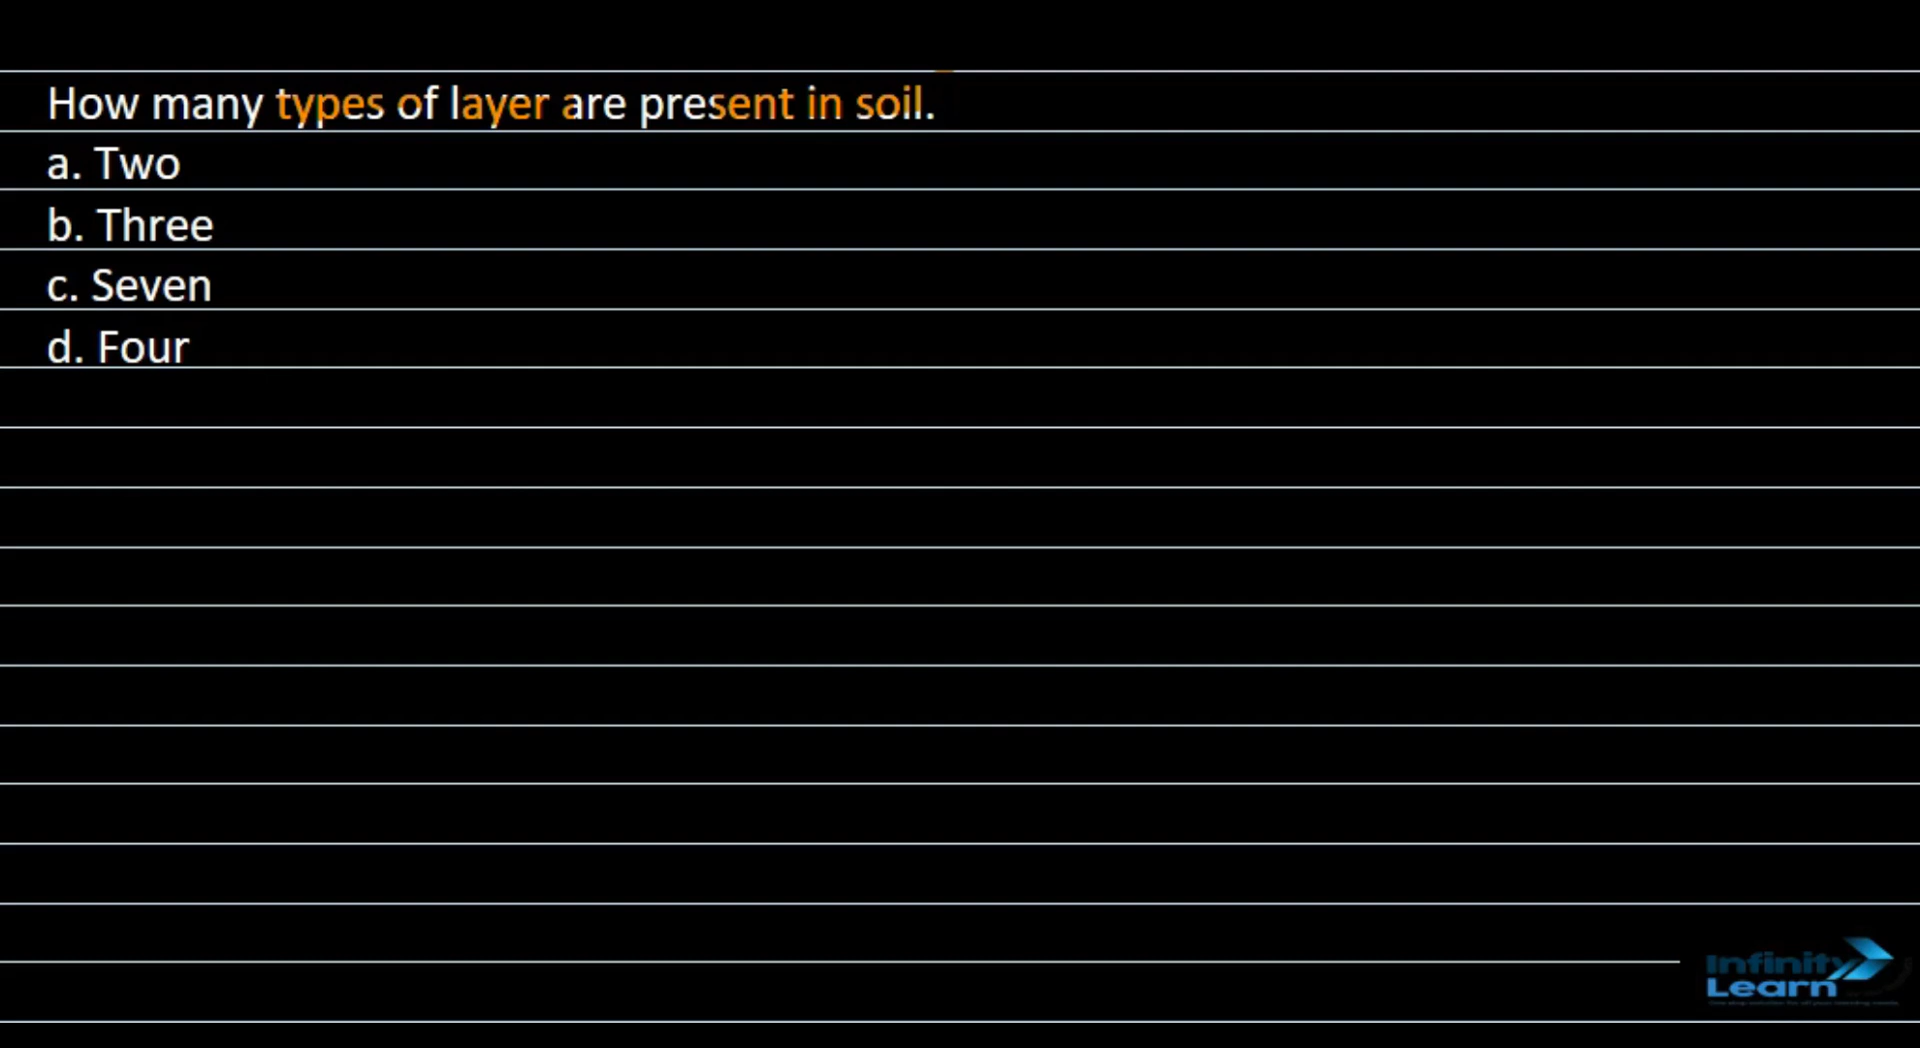 How many types of layer are present in soil.
a. Two
b. Three
c. Seven
d. Four
Infinity
Learn